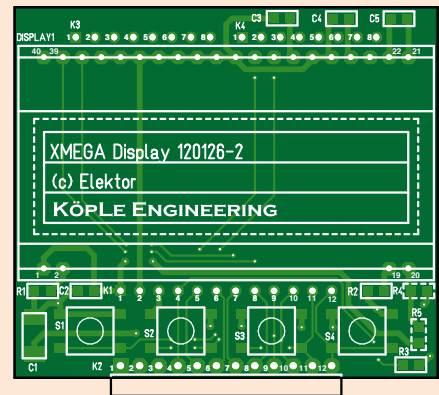 K3 K4 C3 C4 C5
DISPLAY1 1 2 3 4 5 6 7 8 1 2 3 4 5 6 7 8
40 39 22 21
XMEGA Display 120126-2
(c) Elektor
KÖPLE ENGINEERING
1 2 19 20
R1 C2 K1 R2 R4
1 2 3 4 5 6 7 8 9 10 11 12
S1 S2 S3 S4 R5
C1 K2 1 2 3 4 5 6 7 8 9 10 11 12 R3